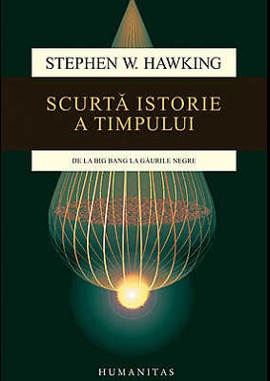 STEPHEN W. HAWKING
SCURTĂ ISTORIE
A TIMPULUI
DE LA BIG BANG LA GĂURILE NEGRE
HUMANITAS